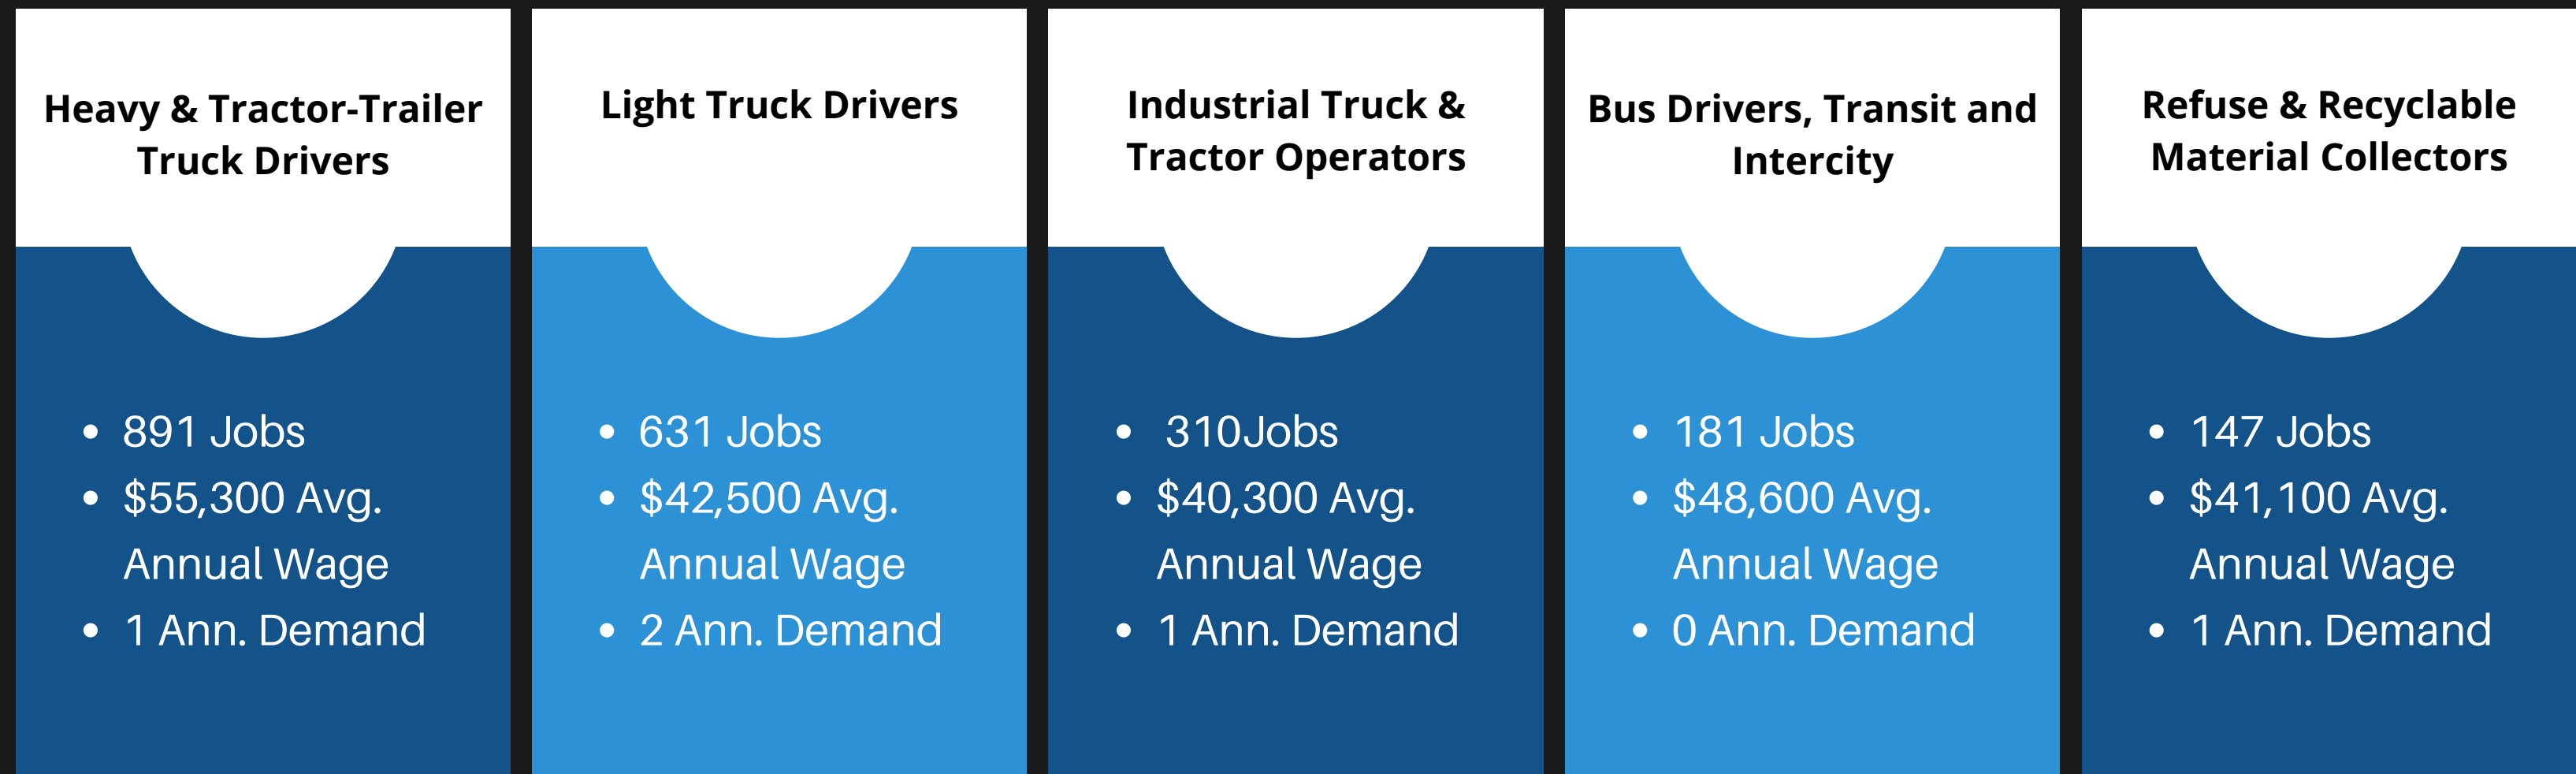 Heavy & Tractor-Trailer
Truck Drivers
• 891 Jobs
• $55,300 Avg.
Annual Wage
• 1 Ann. Demand
Light Truck Drivers
• 631 Jobs
• $42,500 Avg.
Annual Wage
• 2 Ann. Demand
Industrial Truck &
Tractor Operators
• 310Jobs
• $40,300 Avg.
Annual Wage
• 1 Ann. Demand
Bus Drivers, Transit and
Intercity
• 181 Jobs
• $48,600 Avg.
Annual Wage
• 0 Ann. Demand
Refuse & Recyclable
Material Collectors
• 147 Jobs
• $41,100 Avg.
Annual Wage
• 1 Ann. Demand